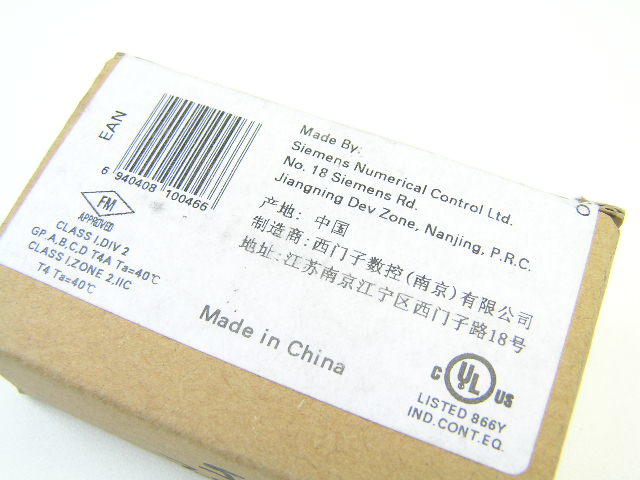 EAN
6 940408 100466
FM
APPROVED
CLASS I,DIV 2
GP.A,B,C,D T4A Ta=40℃
CLASS I,ZONE 2,IIC
T4 Ta=40℃
Made By:
Siemens Numerical Control Ltd.
No. 18 Siemens Rd.
Jiangning Dev Zone, Nanjing, P.R.C.
产地: 中国
制造商:西门子数控(南京)有限公司
地址:江苏南京江宁区西门子路18号
Made in China
C UL US
LISTED 866Y
IND.CONT.EQ.